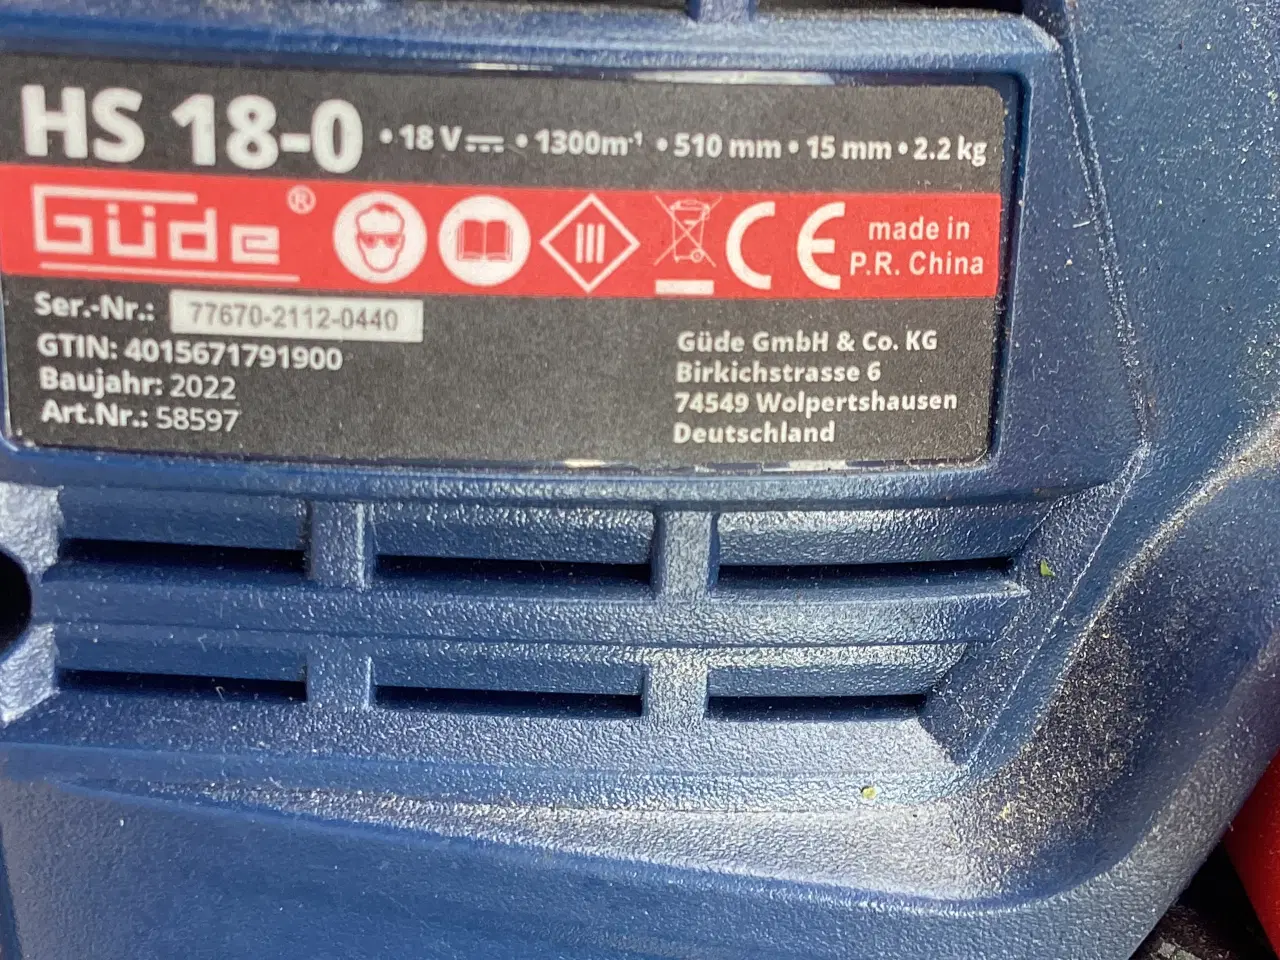 HS 18-0 • 18 V⎓ • 1300m⁻¹ • 510 mm • 15 mm • 2.2 kg
Güde® III CE made in
P.R. China
Ser.-Nr.: 77670-2112-0440
GTIN: 4015671791900
Baujahr: 2022
Art.Nr.: 58597
Güde GmbH & Co. KG
Birkichstrasse 6
74549 Wolpertshausen
Deutschland